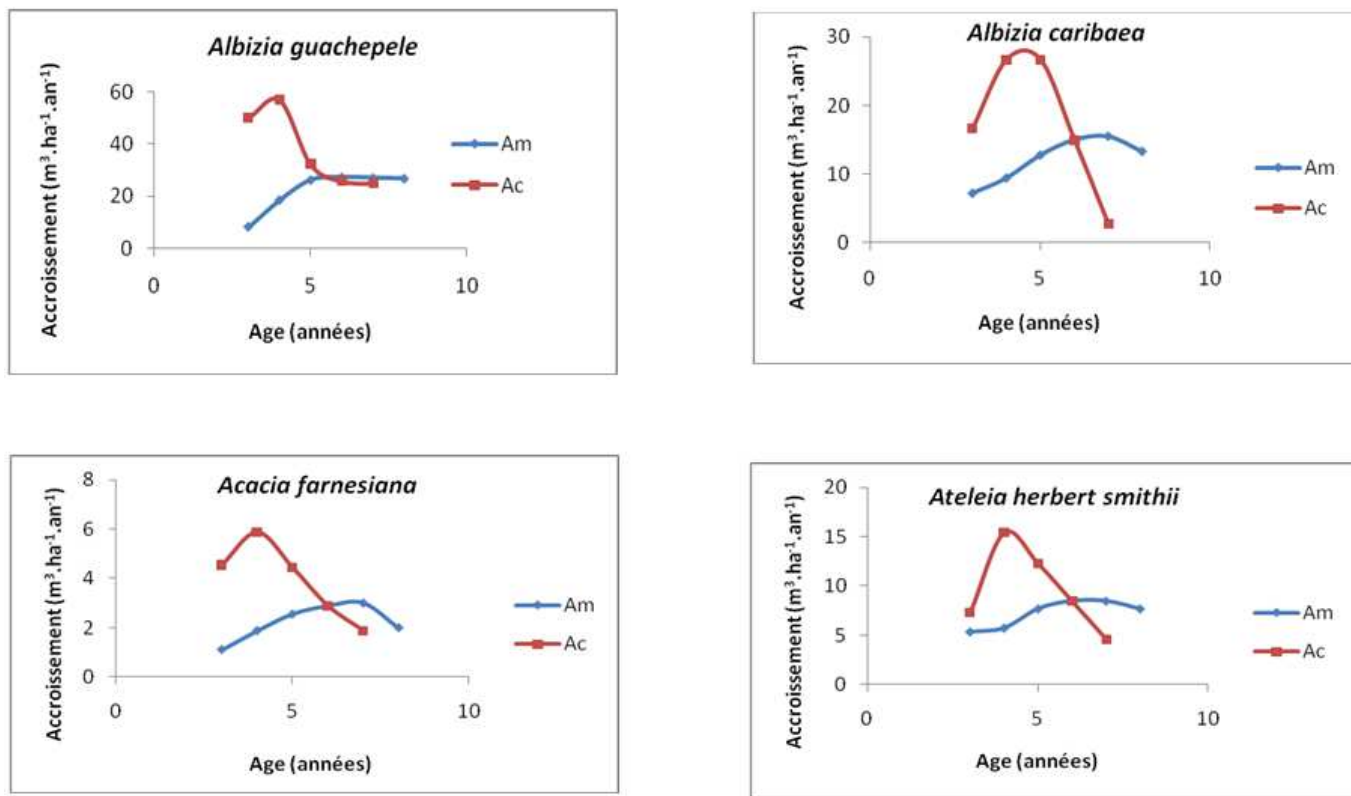 Albizia guachepele
Accroissement (m³.ha⁻¹.an⁻¹)
60
40
20
0
0
5
10
Age (années)
Am
Ac
Albizia caribaea
Accroissement (m³.ha⁻¹.an⁻¹)
30
20
10
0
0
5
10
Age (années)
Am
Ac
Acacia farnesiana
Accroissement (m³.ha⁻¹.an⁻¹)
8
6
4
2
0
0
5
10
Age (années)
Am
Ac
Ateleia herbert smithii
Accroissement (m³.ha⁻¹.an⁻¹)
20
15
10
5
0
0
5
10
Age (années)
Am
Ac